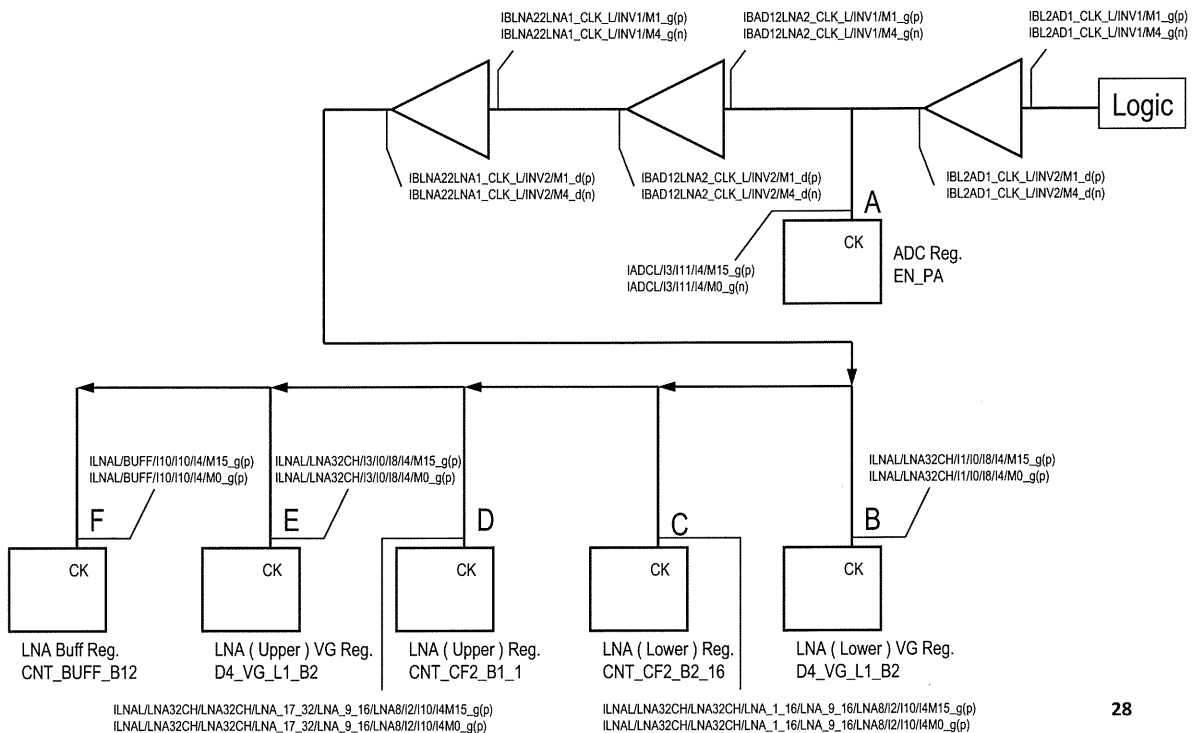 IBLNA22LNA1_CLK_L/INV1/M1_g(p)
IBLNA22LNA1_CLK_L/INV1/M4_g(n)
IBAD12LNA2_CLK_L/INV1/M1_g(p)
IBAD12LNA2_CLK_L/INV1/M4_g(n)
IBL2AD1_CLK_L/INV1/M1_g(p)
IBL2AD1_CLK_L/INV1/M4_g(n)
Logic
IBLNA22LNA1_CLK_L/INV2/M1_d(p)
IBLNA22LNA1_CLK_L/INV2/M4_d(n)
IBAD12LNA2_CLK_L/INV2/M1_d(p)
IBAD12LNA2_CLK_L/INV2/M4_d(n)
IBL2AD1_CLK_L/INV2/M1_d(p)
IBL2AD1_CLK_L/INV2/M4_d(n)
A
CK
ADC Reg.
EN_PA
IADCL/I3/I11/I4/M15_g(p)
IADCL/I3/I11/I4/M0_g(n)
ILNAL/BUFF/I10/I10/I4/M15_g(p)
ILNAL/BUFF/I10/I10/I4/M0_g(p)
ILNAL/LNA32CH/I3/I0/I8/I4/M15_g(p)
ILNAL/LNA32CH/I3/I0/I8/I4/M0_g(p)
ILNAL/LNA32CH/I1/I0/I8/I4/M15_g(p)
ILNAL/LNA32CH/I1/I0/I8/I4/M0_g(p)
F
E
D
C
B
CK
CK
CK
CK
CK
LNA Buff Reg.
CNT_BUFF_B12
LNA ( Upper ) VG Reg.
D4_VG_L1_B2
LNA ( Upper ) Reg.
CNT_CF2_B1_1
LNA ( Lower ) Reg.
CNT_CF2_B2_16
LNA ( Lower ) VG Reg.
D4_VG_L1_B2
ILNAL/LNA32CH/LNA32CH/LNA_17_32/LNA_9_16/LNA8/I2/I10/I4M15_g(p)
ILNAL/LNA32CH/LNA32CH/LNA_17_32/LNA_9_16/LNA8/I2/I10/I4M0_g(p)
ILNAL/LNA32CH/LNA32CH/LNA_1_16/LNA_9_16/LNA8/I2/I10/I4M15_g(p)
ILNAL/LNA32CH/LNA32CH/LNA_1_16/LNA_9_16/LNA8/I2/I10/I4M0_g(p)
28